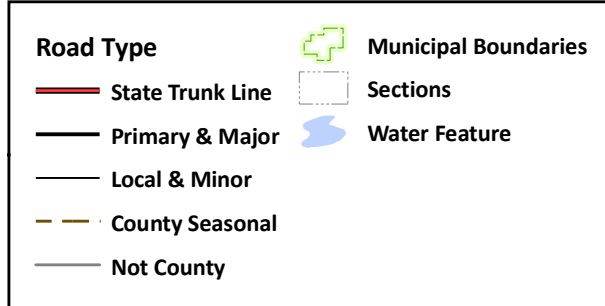 Road Type
State Trunk Line
Primary & Major
Local & Minor
County Seasonal
Not County
Municipal Boundaries
Sections
Water Feature